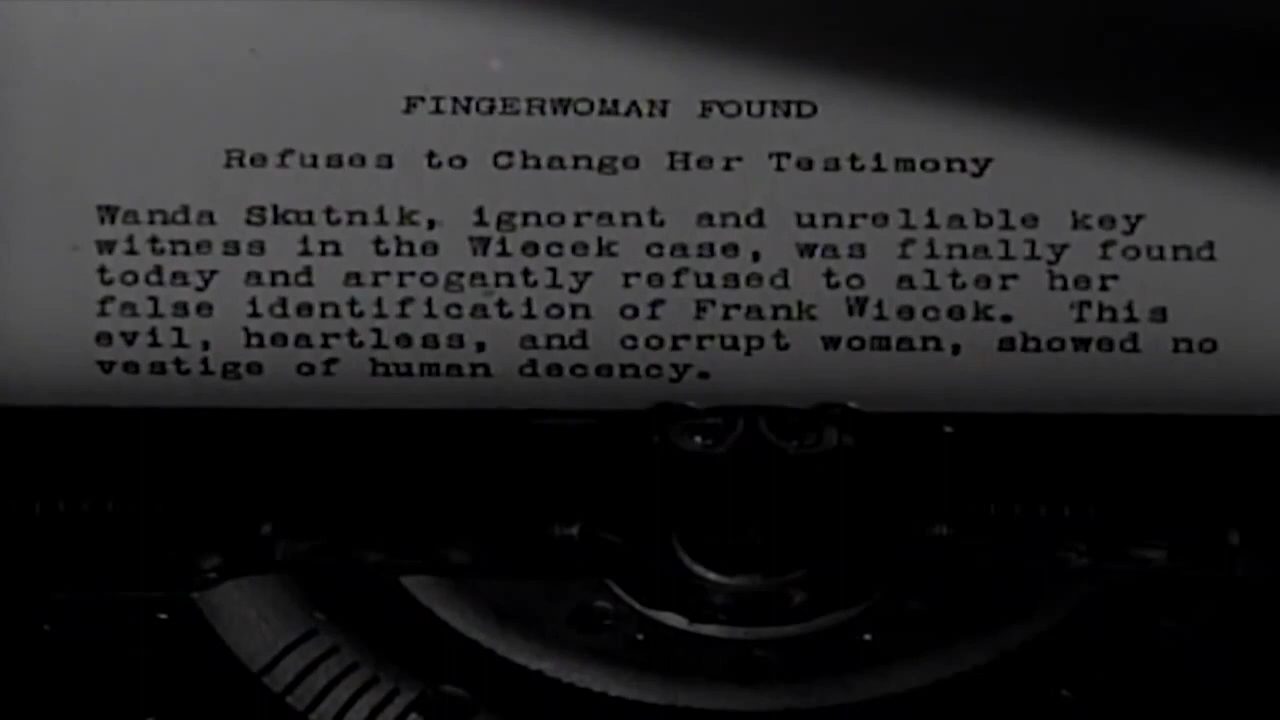 FINGERWOMAN FOUND
Refuses to Change Her Testimony
Wanda Skutnik, ignorant and unreliable key
witness in the Wiecek case, was finally found
today and arrogantly refused to alter her
false identification of Frank Wiecek. This
evil, heartless, and corrupt woman, showed no
vestige of human decency.